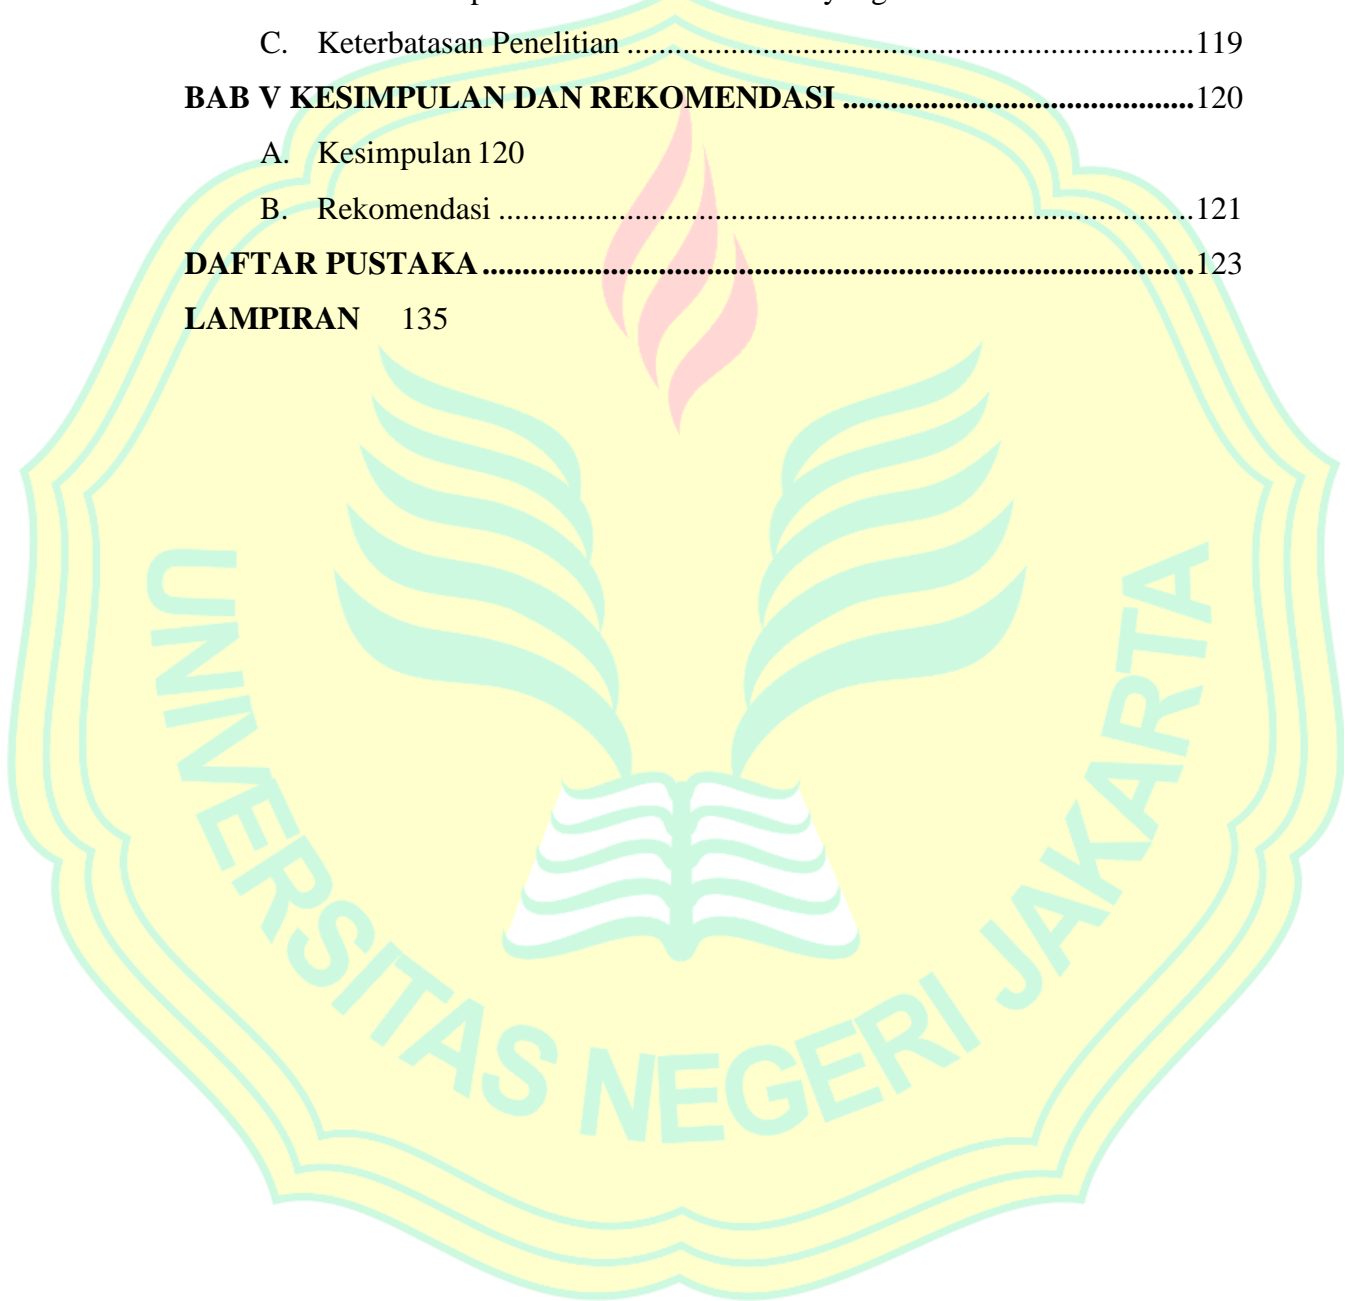 C. Keterbatasan Penelitian ........................................................................119
BAB V KESIMPULAN DAN REKOMENDASI ............................................120
A. Kesimpulan 120
B. Rekomendasi ........................................................................................121
DAFTAR PUSTAKA .........................................................................................123
LAMPIRAN 135
UNIVERSITAS NEGERI JAKARTA